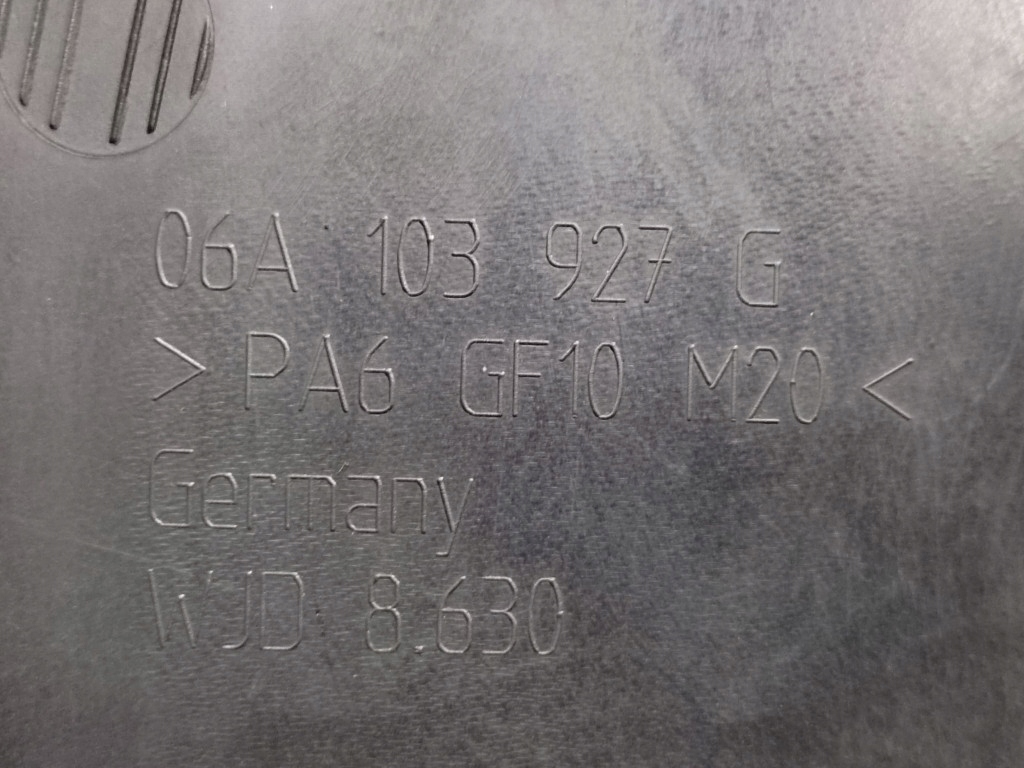 06A 103 927 G
> PA6 GF10 M20 <
Germany
WJD 8.630